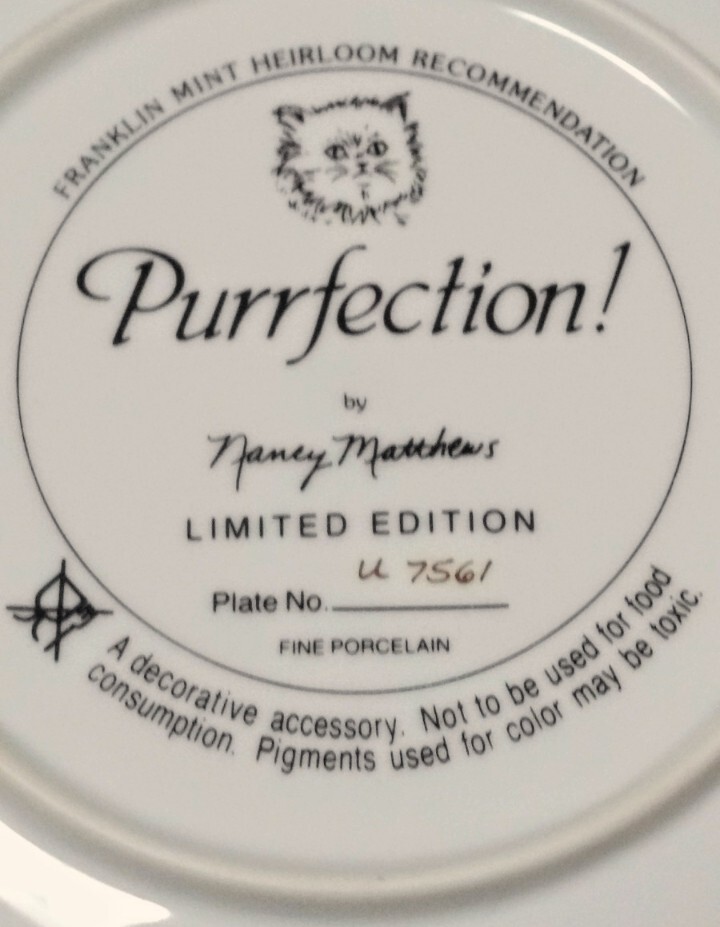 FRANKLIN MINT HEIRLOOM RECOMMENDATION
Purrfection!
by
Nancy Matthews
LIMITED EDITION
Plate No. U 7561
FINE PORCELAIN
A decorative accessory. Not to be used for food
consumption. Pigments used for color may be toxic.